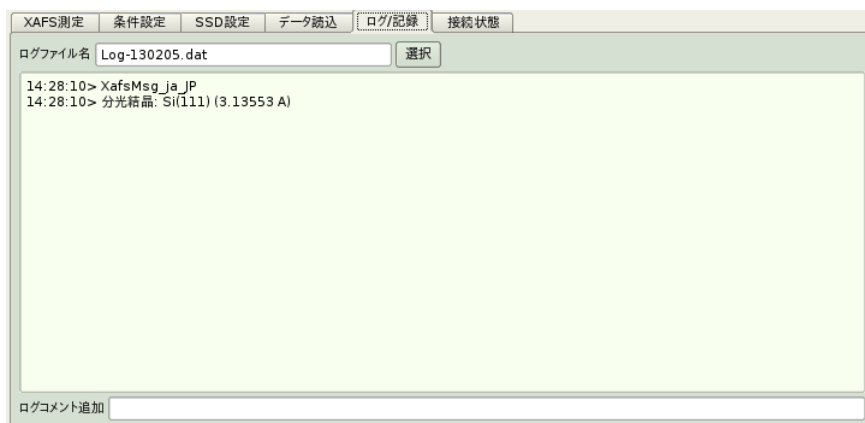 XAFS測定 条件設定 SSD設定 データ読込 ログ/記録 接続状態
ログファイル名 Log-130205.dat 選択
14:28:10> XafsMsg_ja_JP
14:28:10> 分光結晶: Si(111) (3.13553 A)
ログコメント追加